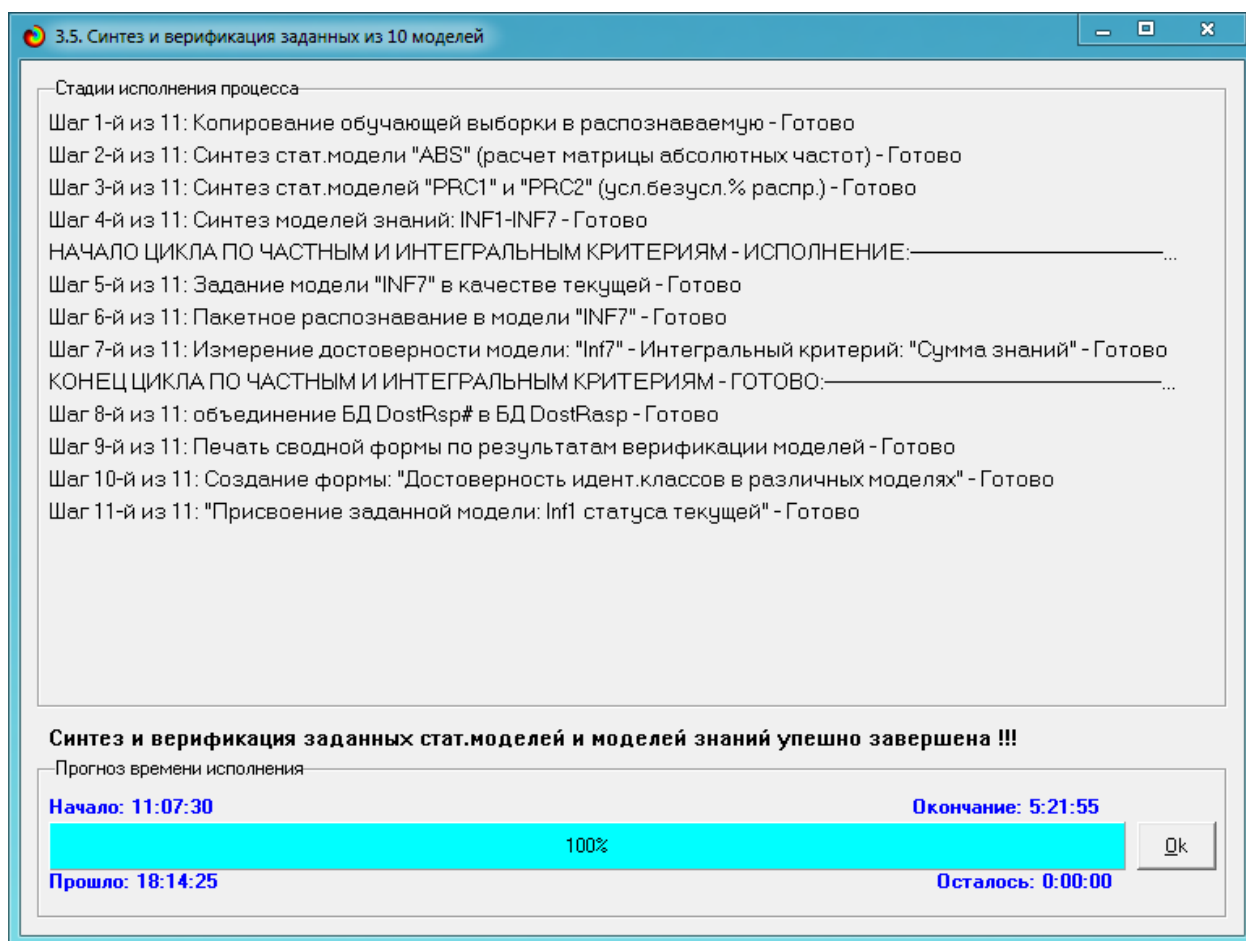 3.5. Синтез и верификация заданных из 10 моделей
Стадии исполнения процесса
Шаг 1-й из 11: Копирование обучающей выборки в распознаваемую - Готово
Шаг 2-й из 11: Синтез стат.модели "ABS" (расчет матрицы абсолютных частот) - Готово
Шаг 3-й из 11: Синтез стат.моделей "PRC1" и "PRC2" (усл.безусл.% распр.) - Готово
Шаг 4-й из 11: Синтез моделей знаний: INF1-INF7 - Готово
НАЧАЛО ЦИКЛА ПО ЧАСТНЫМ И ИНТЕГРАЛЬНЫМ КРИТЕРИЯМ - ИСПОЛНЕНИЕ:——————————...
Шаг 5-й из 11: Задание модели "INF7" в качестве текущей - Готово
Шаг 6-й из 11: Пакетное распознавание в модели "INF7" - Готово
Шаг 7-й из 11: Измерение достоверности модели: "Inf7" - Интегральный критерий: "Сумма знаний" - Готово
КОНЕЦ ЦИКЛА ПО ЧАСТНЫМ И ИНТЕГРАЛЬНЫМ КРИТЕРИЯМ - ГОТОВО:——————————...
Шаг 8-й из 11: объединение БД DostRsp# в БД DostRasp - Готово
Шаг 9-й из 11: Печать сводной формы по результатам верификации моделей - Готово
Шаг 10-й из 11: Создание формы: "Достоверность идент.классов в различных моделях" - Готово
Шаг 11-й из 11: "Присвоение заданной модели: Inf1 статуса текущей" - Готово
Синтез и верификация заданных стат.моделей и моделей знаний упешно завершена !!!
Прогноз времени исполнения
Начало: 11:07:30 Окончание: 5:21:55
100% Ok
Прошло: 18:14:25 Осталось: 0:00:00